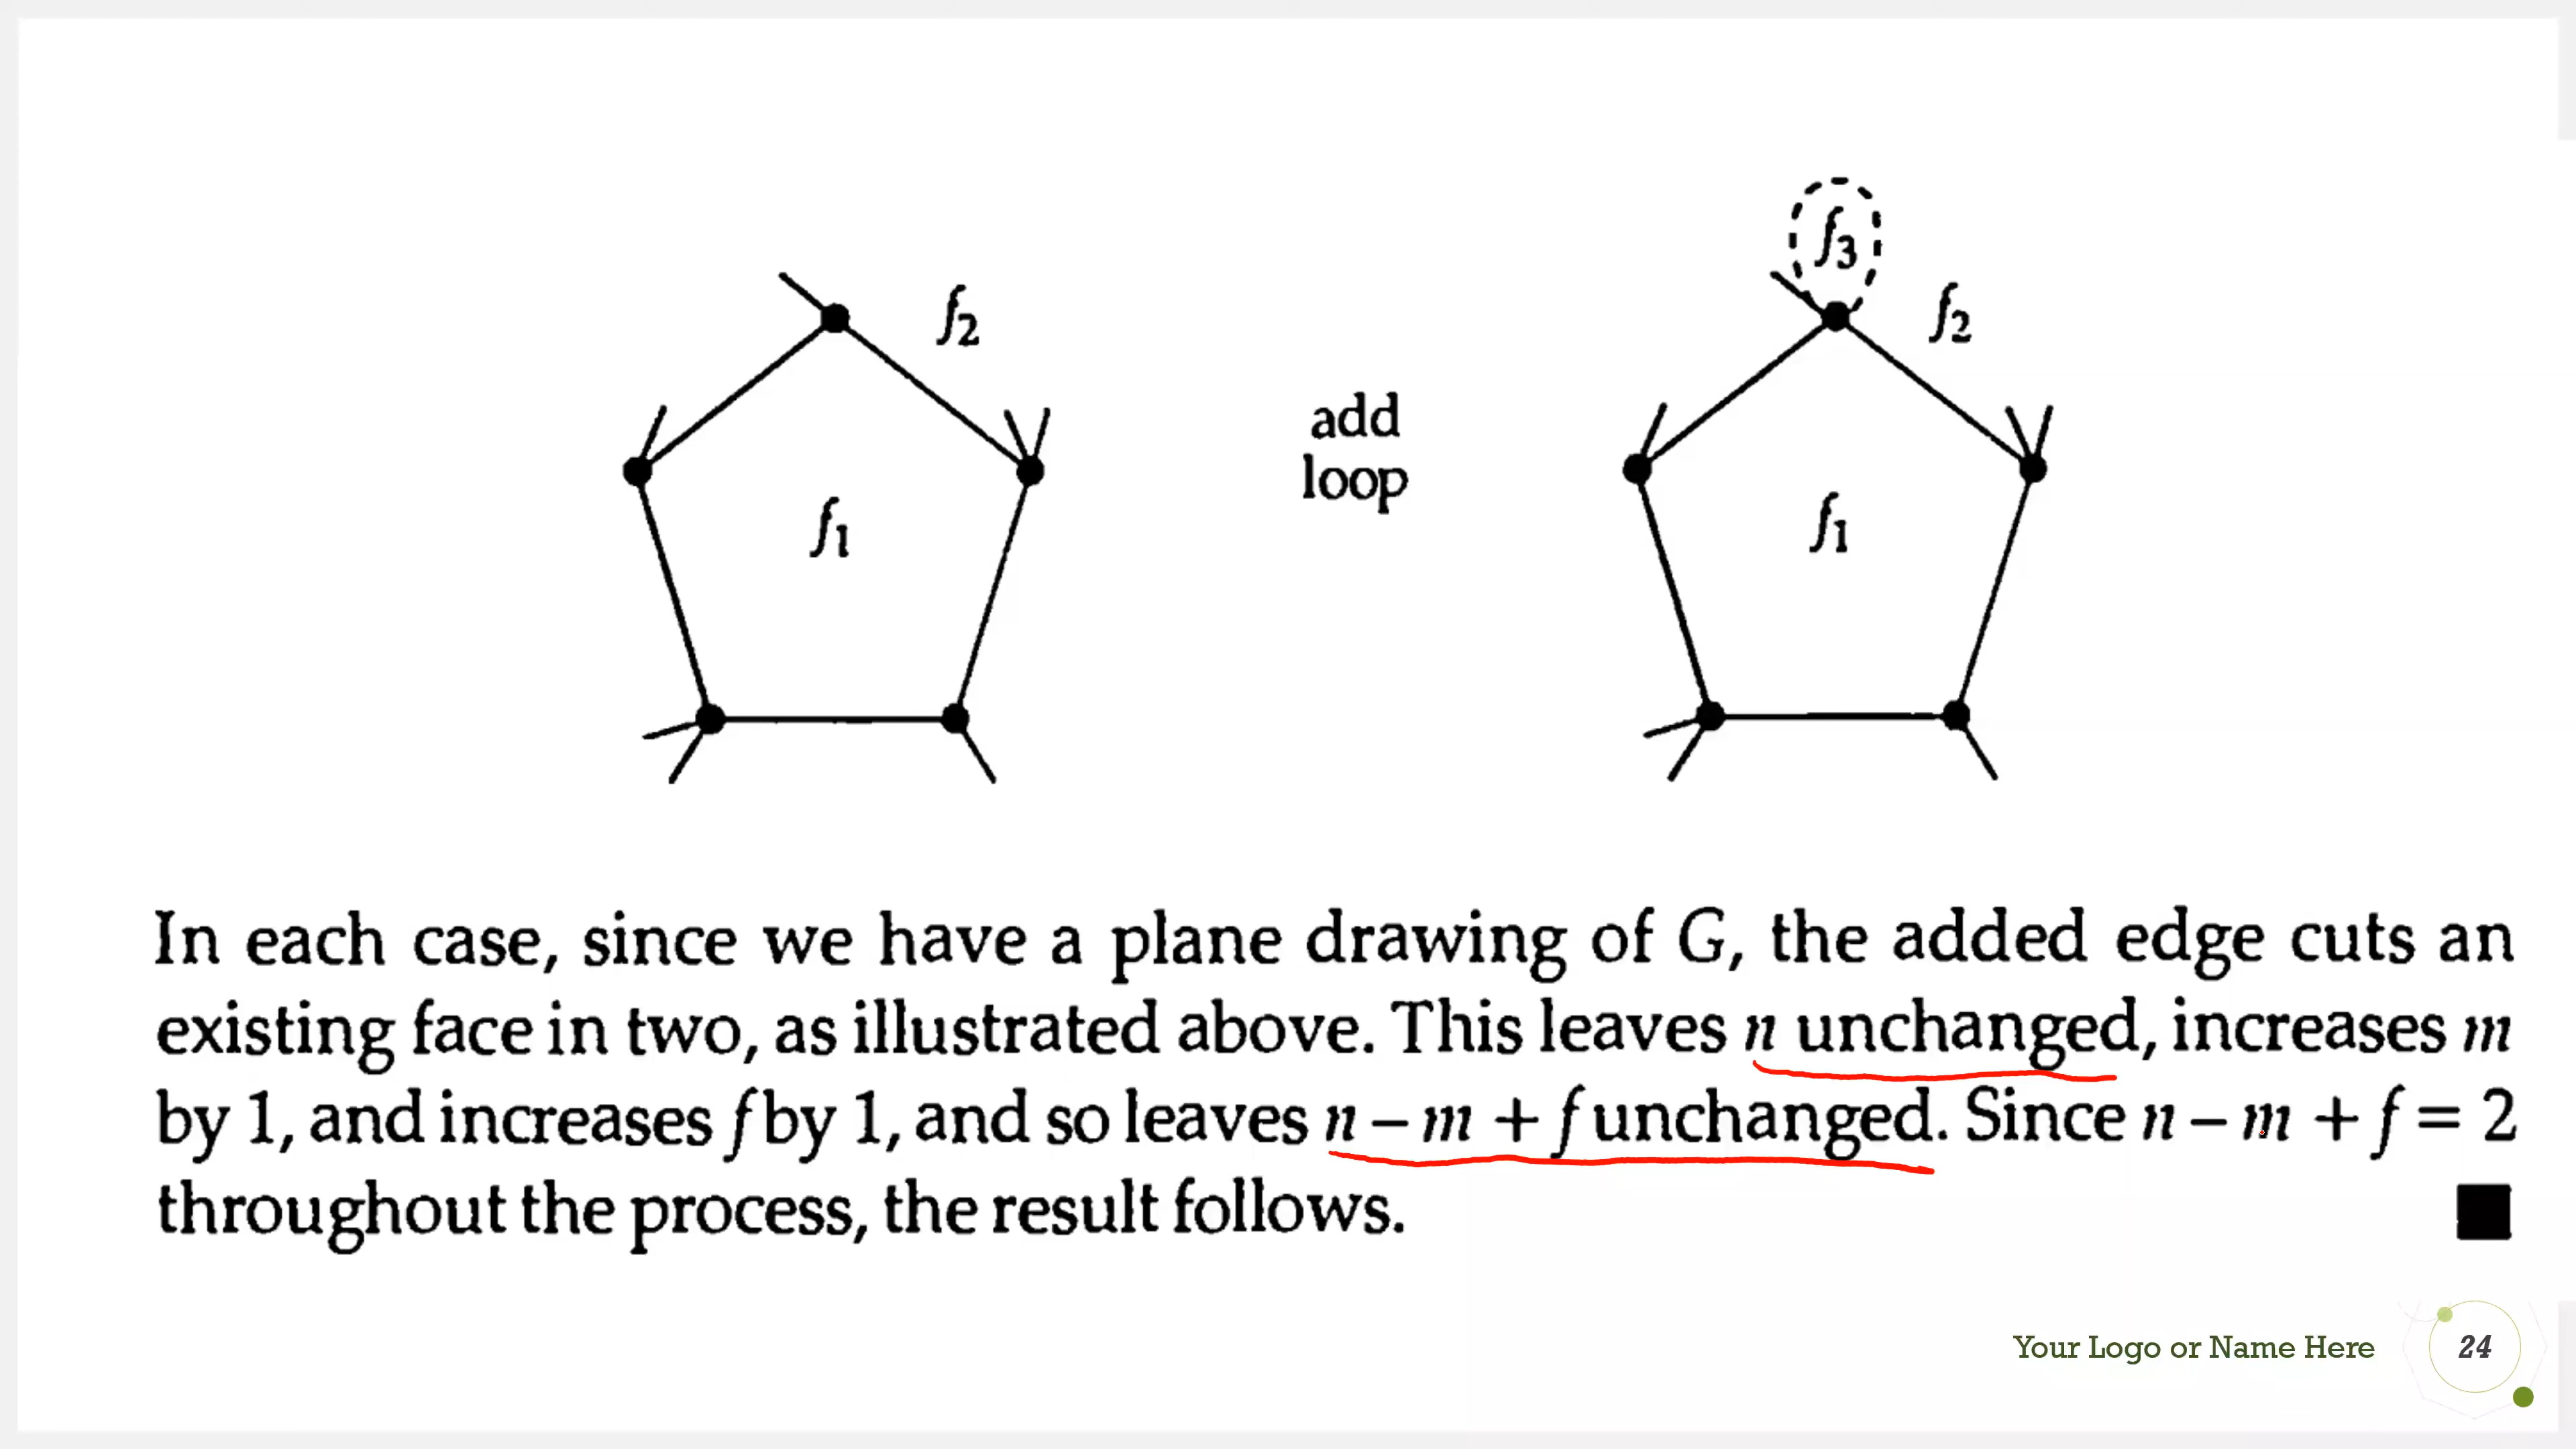 f3
f2
f2
add
loop
f1
f1
In each case, since we have a plane drawing of G, the added edge cuts an
existing face in two, as illustrated above. This leaves n unchanged, increases m
by 1, and increases f by 1, and so leaves n – m + f unchanged. Since n – m + f = 2
throughout the process, the result follows.
Your Logo or Name Here
24